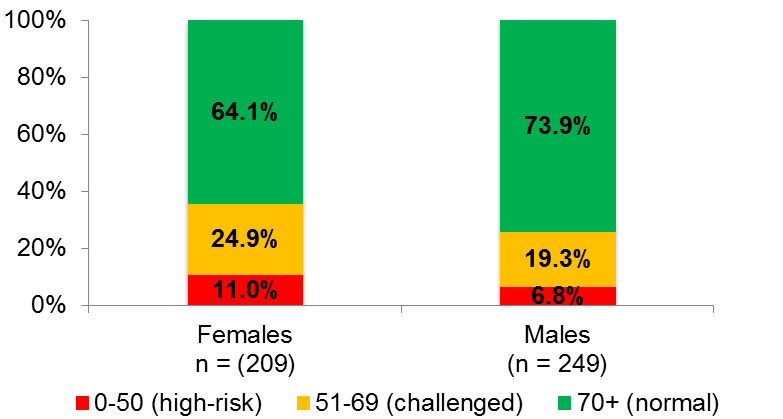 100%
80%
60%
40%
20%
0%
64.1%
24.9%
11.0%
73.9%
19.3%
6.8%
Females
n = (209)
Males
(n = 249)
0-50 (high-risk) 51-69 (challenged) 70+ (normal)